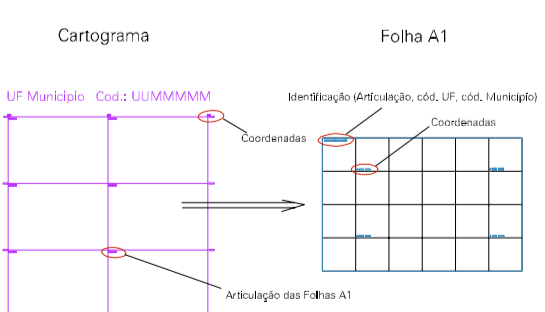 Cartograma
Folha A1
UF Municipio Cod.: UUMMMMM
Identificação (Articulação, cód. UF, cód. Município)
Coordenadas
Coordenadas
Articulação das Folhas A1